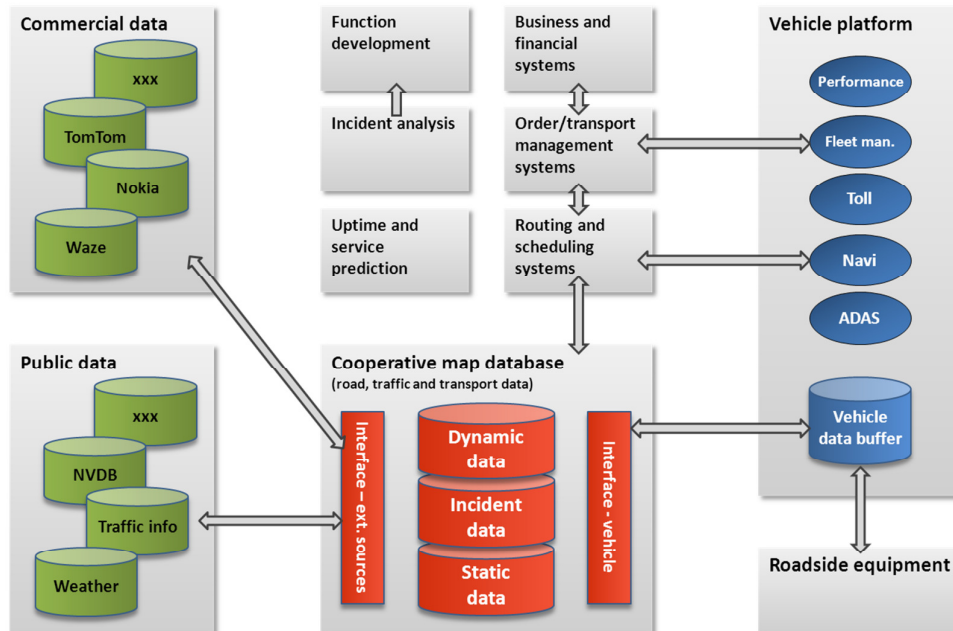 Commercial data
xxx
TomTom
Nokia
Waze
Public data
xxx
NVDB
Traffic info
Weather
Function
development
Incident analysis
Uptime and
service
prediction
Business and
financial
systems
Order/transport
management
systems
Routing and
scheduling
systems
Cooperative map database
(road, traffic and transport data)
Interface – ext. sources
Dynamic
data
Incident
data
Static
data
Interface - vehicle
Vehicle platform
Performance
Fleet man.
Toll
Navi
ADAS
Vehicle
data buffer
Roadside equipment